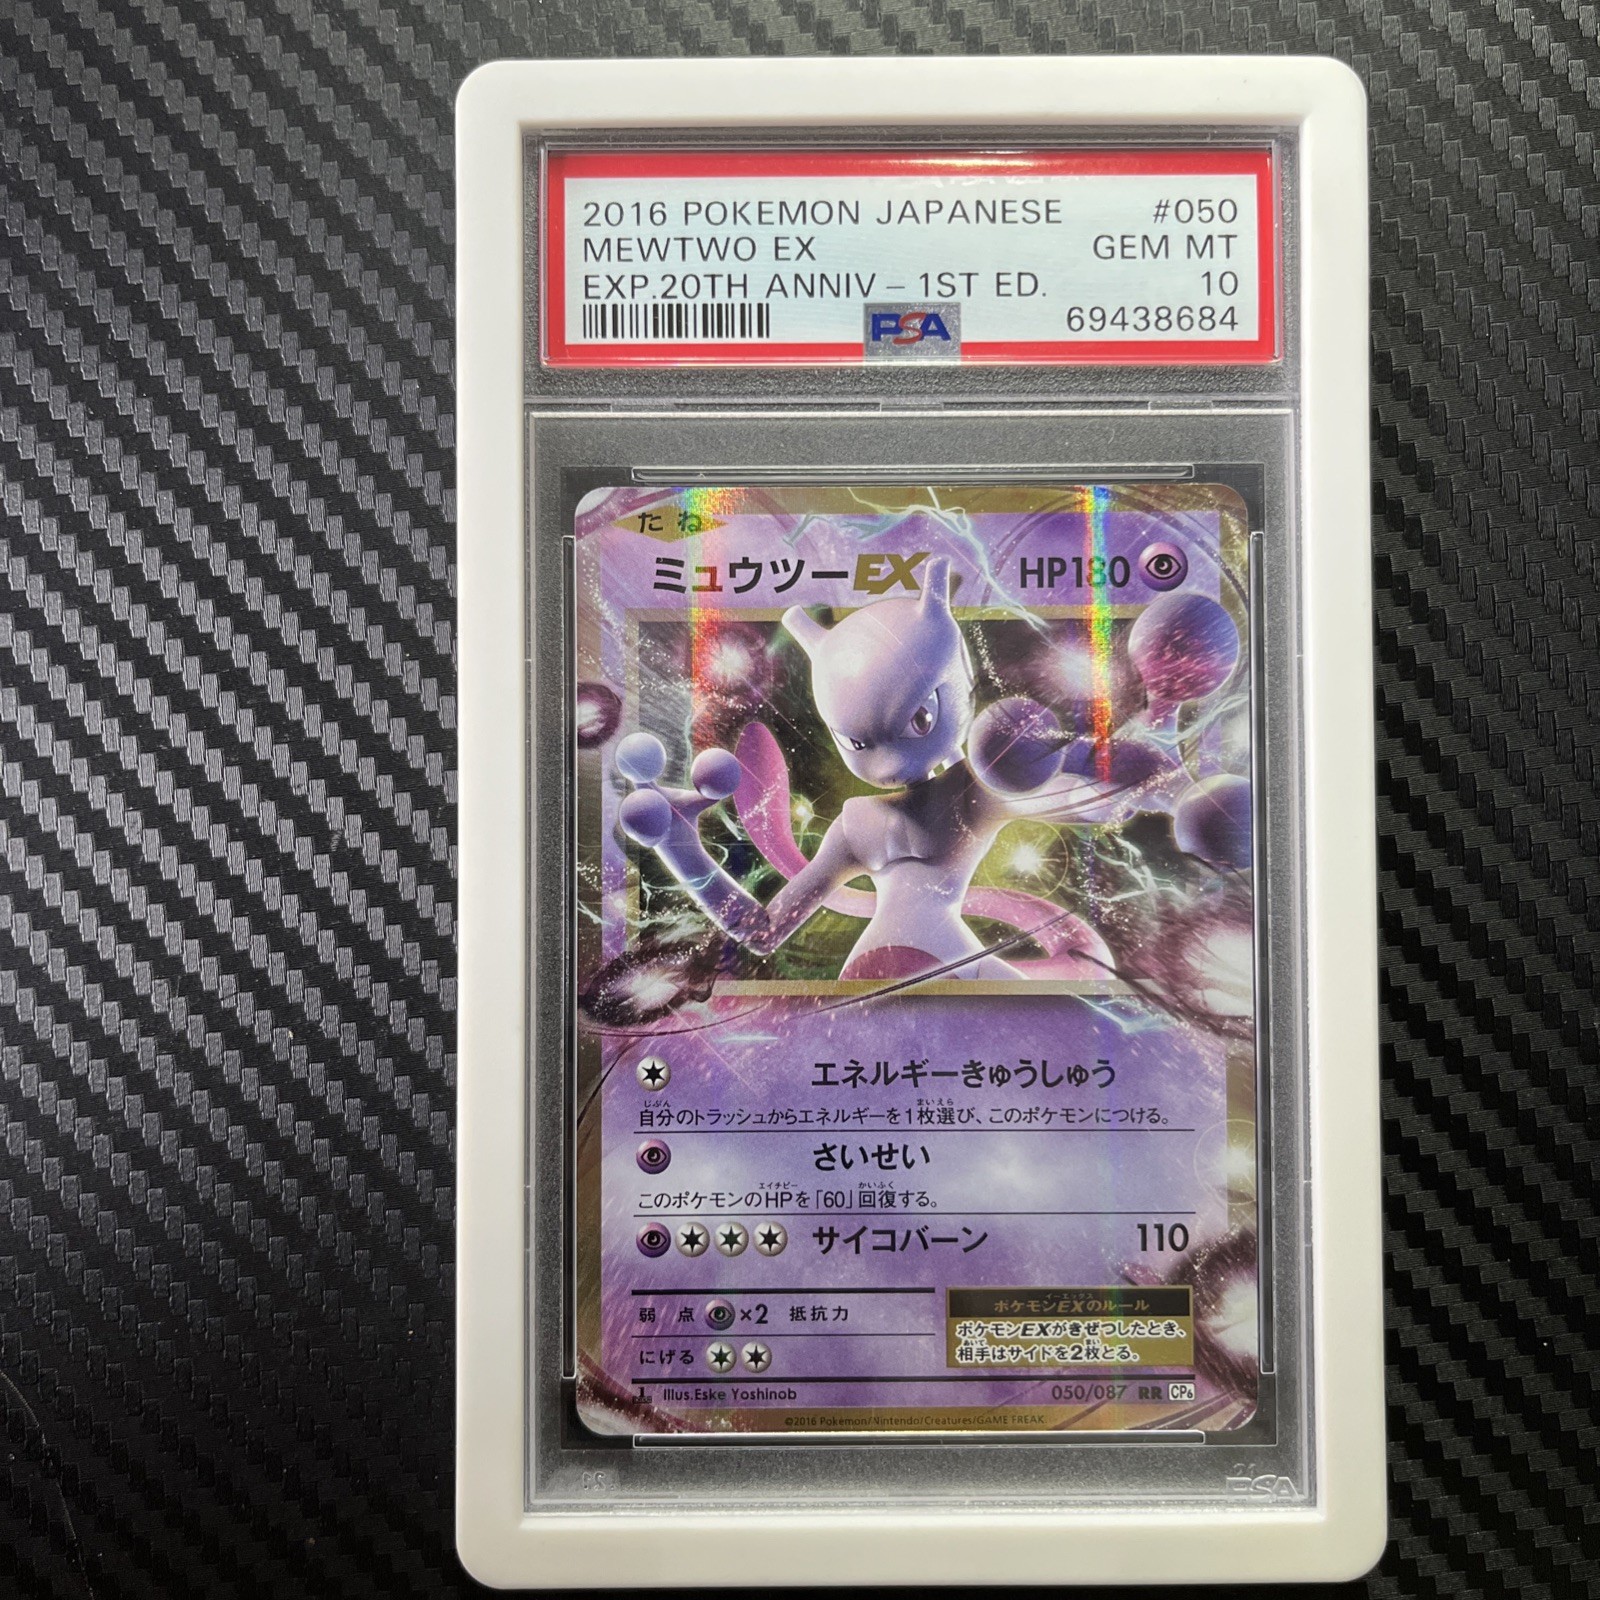 2016 POKEMON JAPANESE #050
MEWTWO EX GEM MT
EXP.20TH ANNIV – 1ST ED. 10
PSA 69438684
たね
ミュウツーEX HP180
エネルギーきゅうしゅう
自分のトラッシュからエネルギーを1枚選び、このポケモンにつける。
さいせい
このポケモンのHPを「60」回復する。
サイコバーン 110
弱点 ×2 抵抗力
にげる
ポケモンEXのルール
ポケモンEXがきぜつしたとき、
相手はサイドを2枚とる。
Illus.Eske Yoshinob 050/087 RR CP6
©2016 Pokémon/Nintendo/Creatures/GAME FREAK
PSA